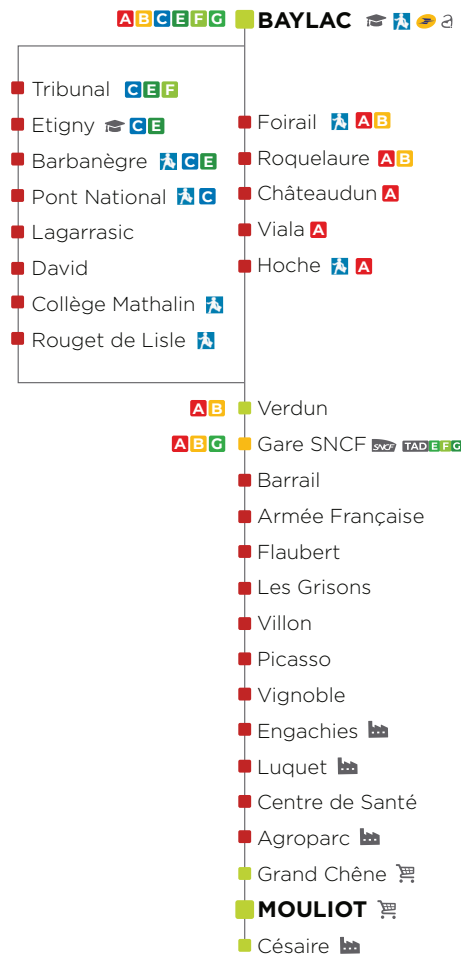 A B C E F G BAYLAC a
Tribunal C E F
Etigny C E
Barbanègre C E
Pont National C
Lagarrasic
David
Collège Mathalin
Rouget de Lisle
Foirail A B
Roquelaure A B
Châteaudun A
Viala A
Hoche A
A B Verdun
A B G Gare SNCF SNCF TAD E F G
Barrail
Armée Française
Flaubert
Les Grisons
Villon
Picasso
Vignoble
Engachies
Luquet
Centre de Santé
Agroparc
Grand Chêne
MOULIOT
Césaire